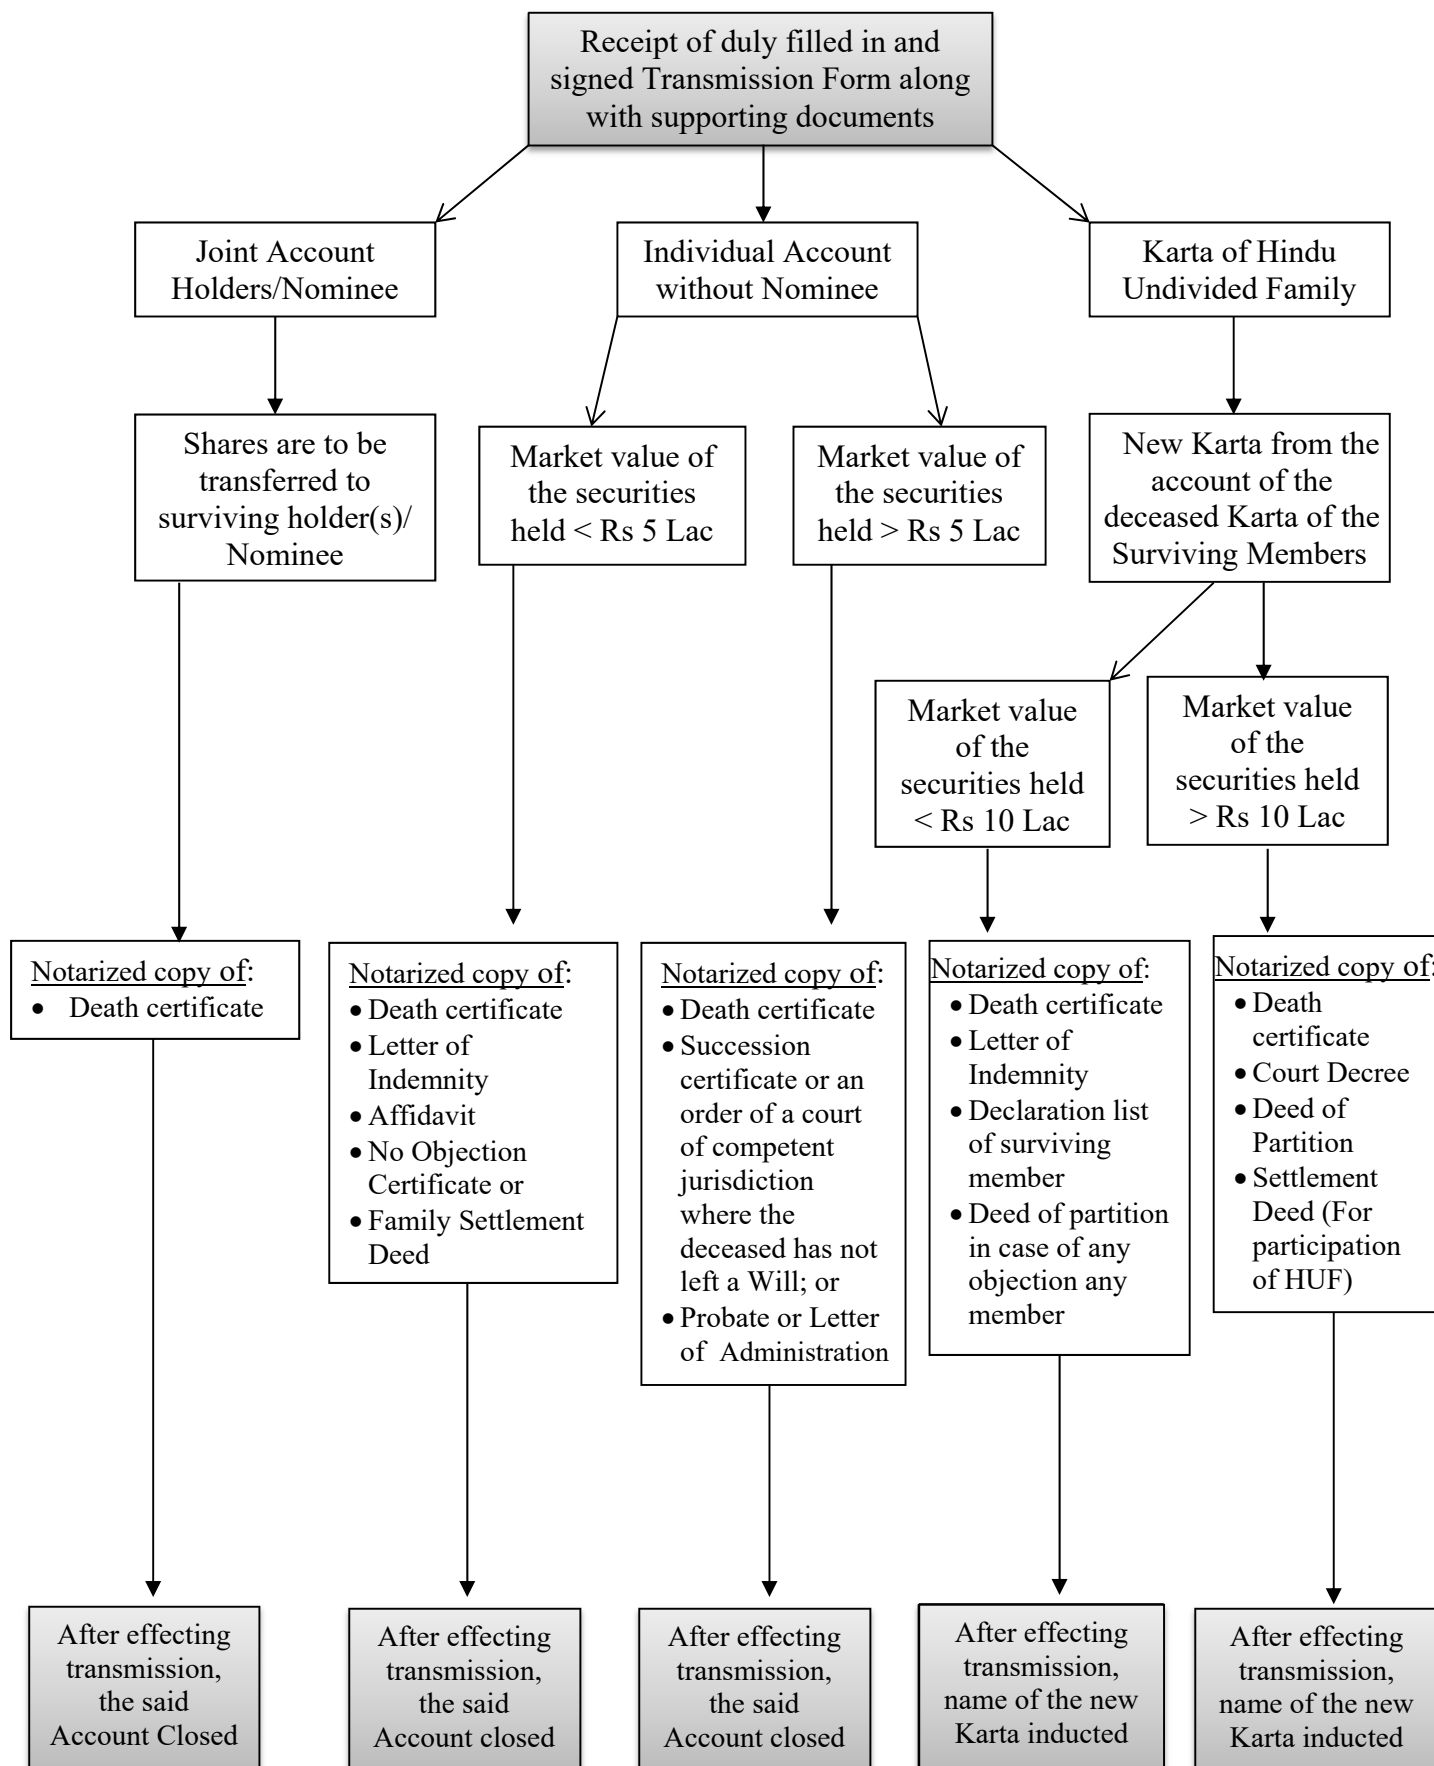 Receipt of duly filled in and
signed Transmission Form along
with supporting documents
Joint Account
Holders/Nominee
Individual Account
without Nominee
Karta of Hindu
Undivided Family
Shares are to be
transferred to
surviving holder(s)/
Nominee
Market value of
the securities
held < Rs 5 Lac
Market value of
the securities
held > Rs 5 Lac
New Karta from the
account of the
deceased Karta of the
Surviving Members
Market value
of the
securities held
< Rs 10 Lac
Market value
of the
securities held
> Rs 10 Lac
Notarized copy of:
• Death certificate
Notarized copy of:
• Death certificate
• Letter of
Indemnity
• Affidavit
• No Objection
Certificate or
• Family Settlement
Deed
Notarized copy of:
• Death certificate
• Succession
certificate or an
order of a court
of competent
jurisdiction
where the
deceased has not
left a Will; or
• Probate or Letter
of Administration
Notarized copy of:
• Death certificate
• Letter of
Indemnity
• Declaration list
of surviving
member
• Deed of partition
in case of any
objection any
member
Notarized copy of:
• Death
certificate
• Court Decree
• Deed of
Partition
• Settlement
Deed (For
participation
of HUF)
After effecting
transmission,
the said
Account Closed
After effecting
transmission,
the said
Account closed
After effecting
transmission,
the said
Account closed
After effecting
transmission,
name of the new
Karta inducted
After effecting
transmission,
name of the new
Karta inducted